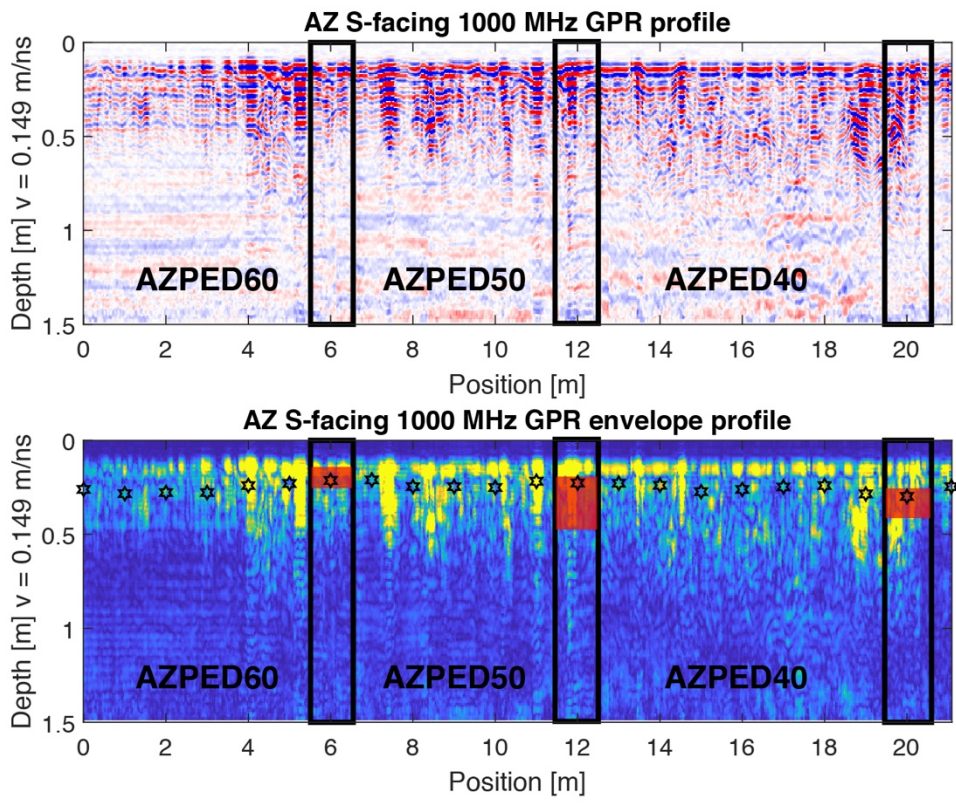 AZ S-facing 1000 MHz GPR profile
0
0.5
1
1.5
Depth [m] v = 0.149 m/ns
AZPED60 AZPED50 AZPED40
0 2 4 6 8 10 12 14 16 18 20
Position [m]
AZ S-facing 1000 MHz GPR envelope profile
0
0.5
1
1.5
Depth [m] v = 0.149 m/ns
AZPED60 AZPED50 AZPED40
0 2 4 6 8 10 12 14 16 18 20
Position [m]